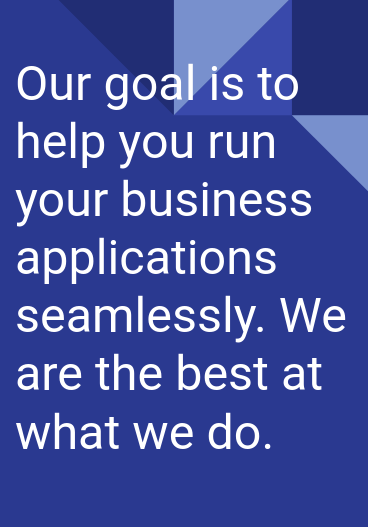 Our goal is to
help you run
your business
applications
seamlessly. We
are the best at
what we do.